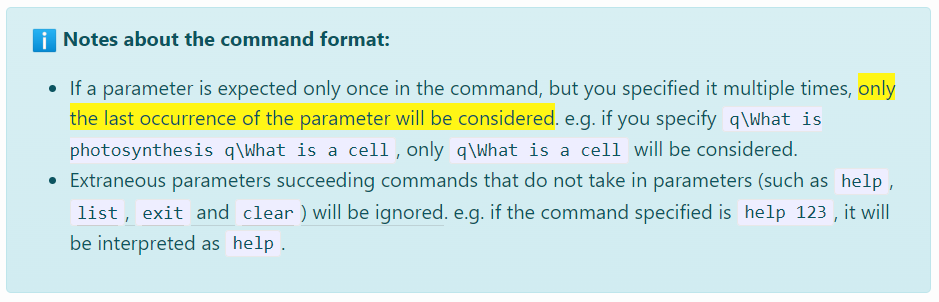 i Notes about the command format:
• If a parameter is expected only once in the command, but you specified it multiple times, only
the last occurrence of the parameter will be considered. e.g. if you specify q\What is
photosynthesis q\What is a cell , only q\What is a cell will be considered.
• Extraneous parameters succeeding commands that do not take in parameters (such as help ,
list , exit and clear ) will be ignored. e.g. if the command specified is help 123 , it will
be interpreted as help .